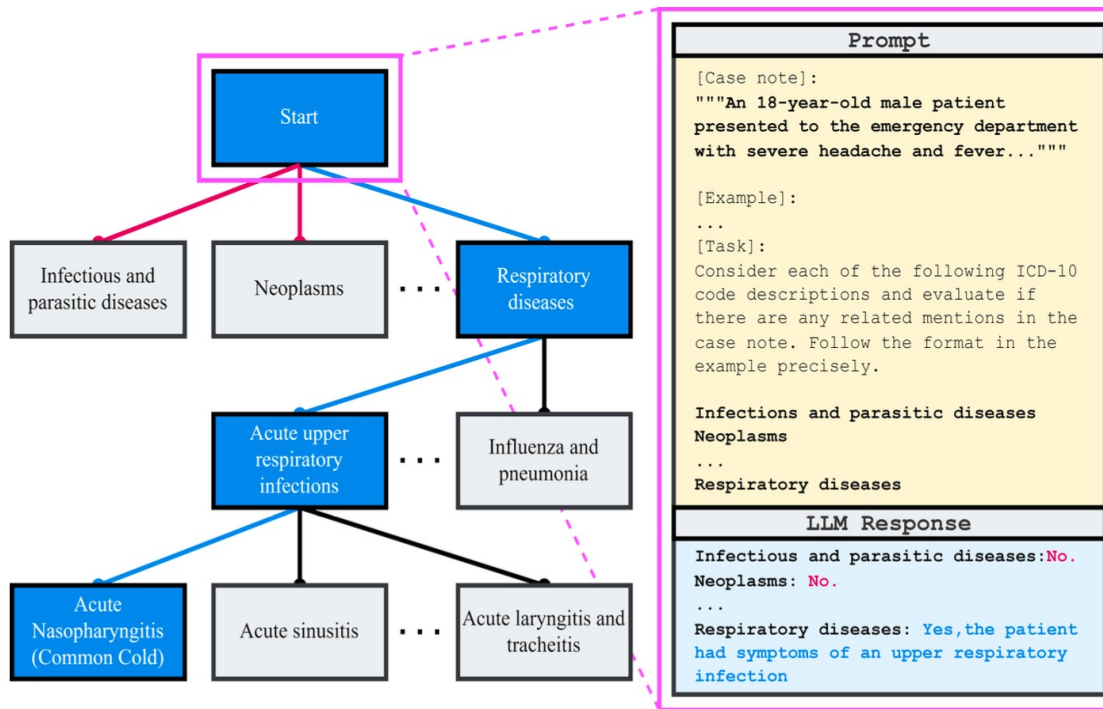 Start
Infectious and
parasitic diseases
Neoplasms
...
Respiratory
diseases
Acute upper
respiratory
infections
...
Influenza and
pneumonia
Acute
Nasopharyngitis
(Common Cold)
Acute sinusitis
...
Acute laryngitis and
tracheitis
Prompt
[Case note]:
"""An 18-year-old male patient
presented to the emergency department
with severe headache and fever..."""
[Example]:
...
[Task]:
Consider each of the following ICD-10
code descriptions and evaluate if
there are any related mentions in the
case note. Follow the format in the
example precisely.
Infections and parasitic diseases
Neoplasms
...
Respiratory diseases
LLM Response
Infectious and parasitic diseases:No.
Neoplasms: No.
...
Respiratory diseases: Yes,the patient
had symptoms of an upper respiratory
infection